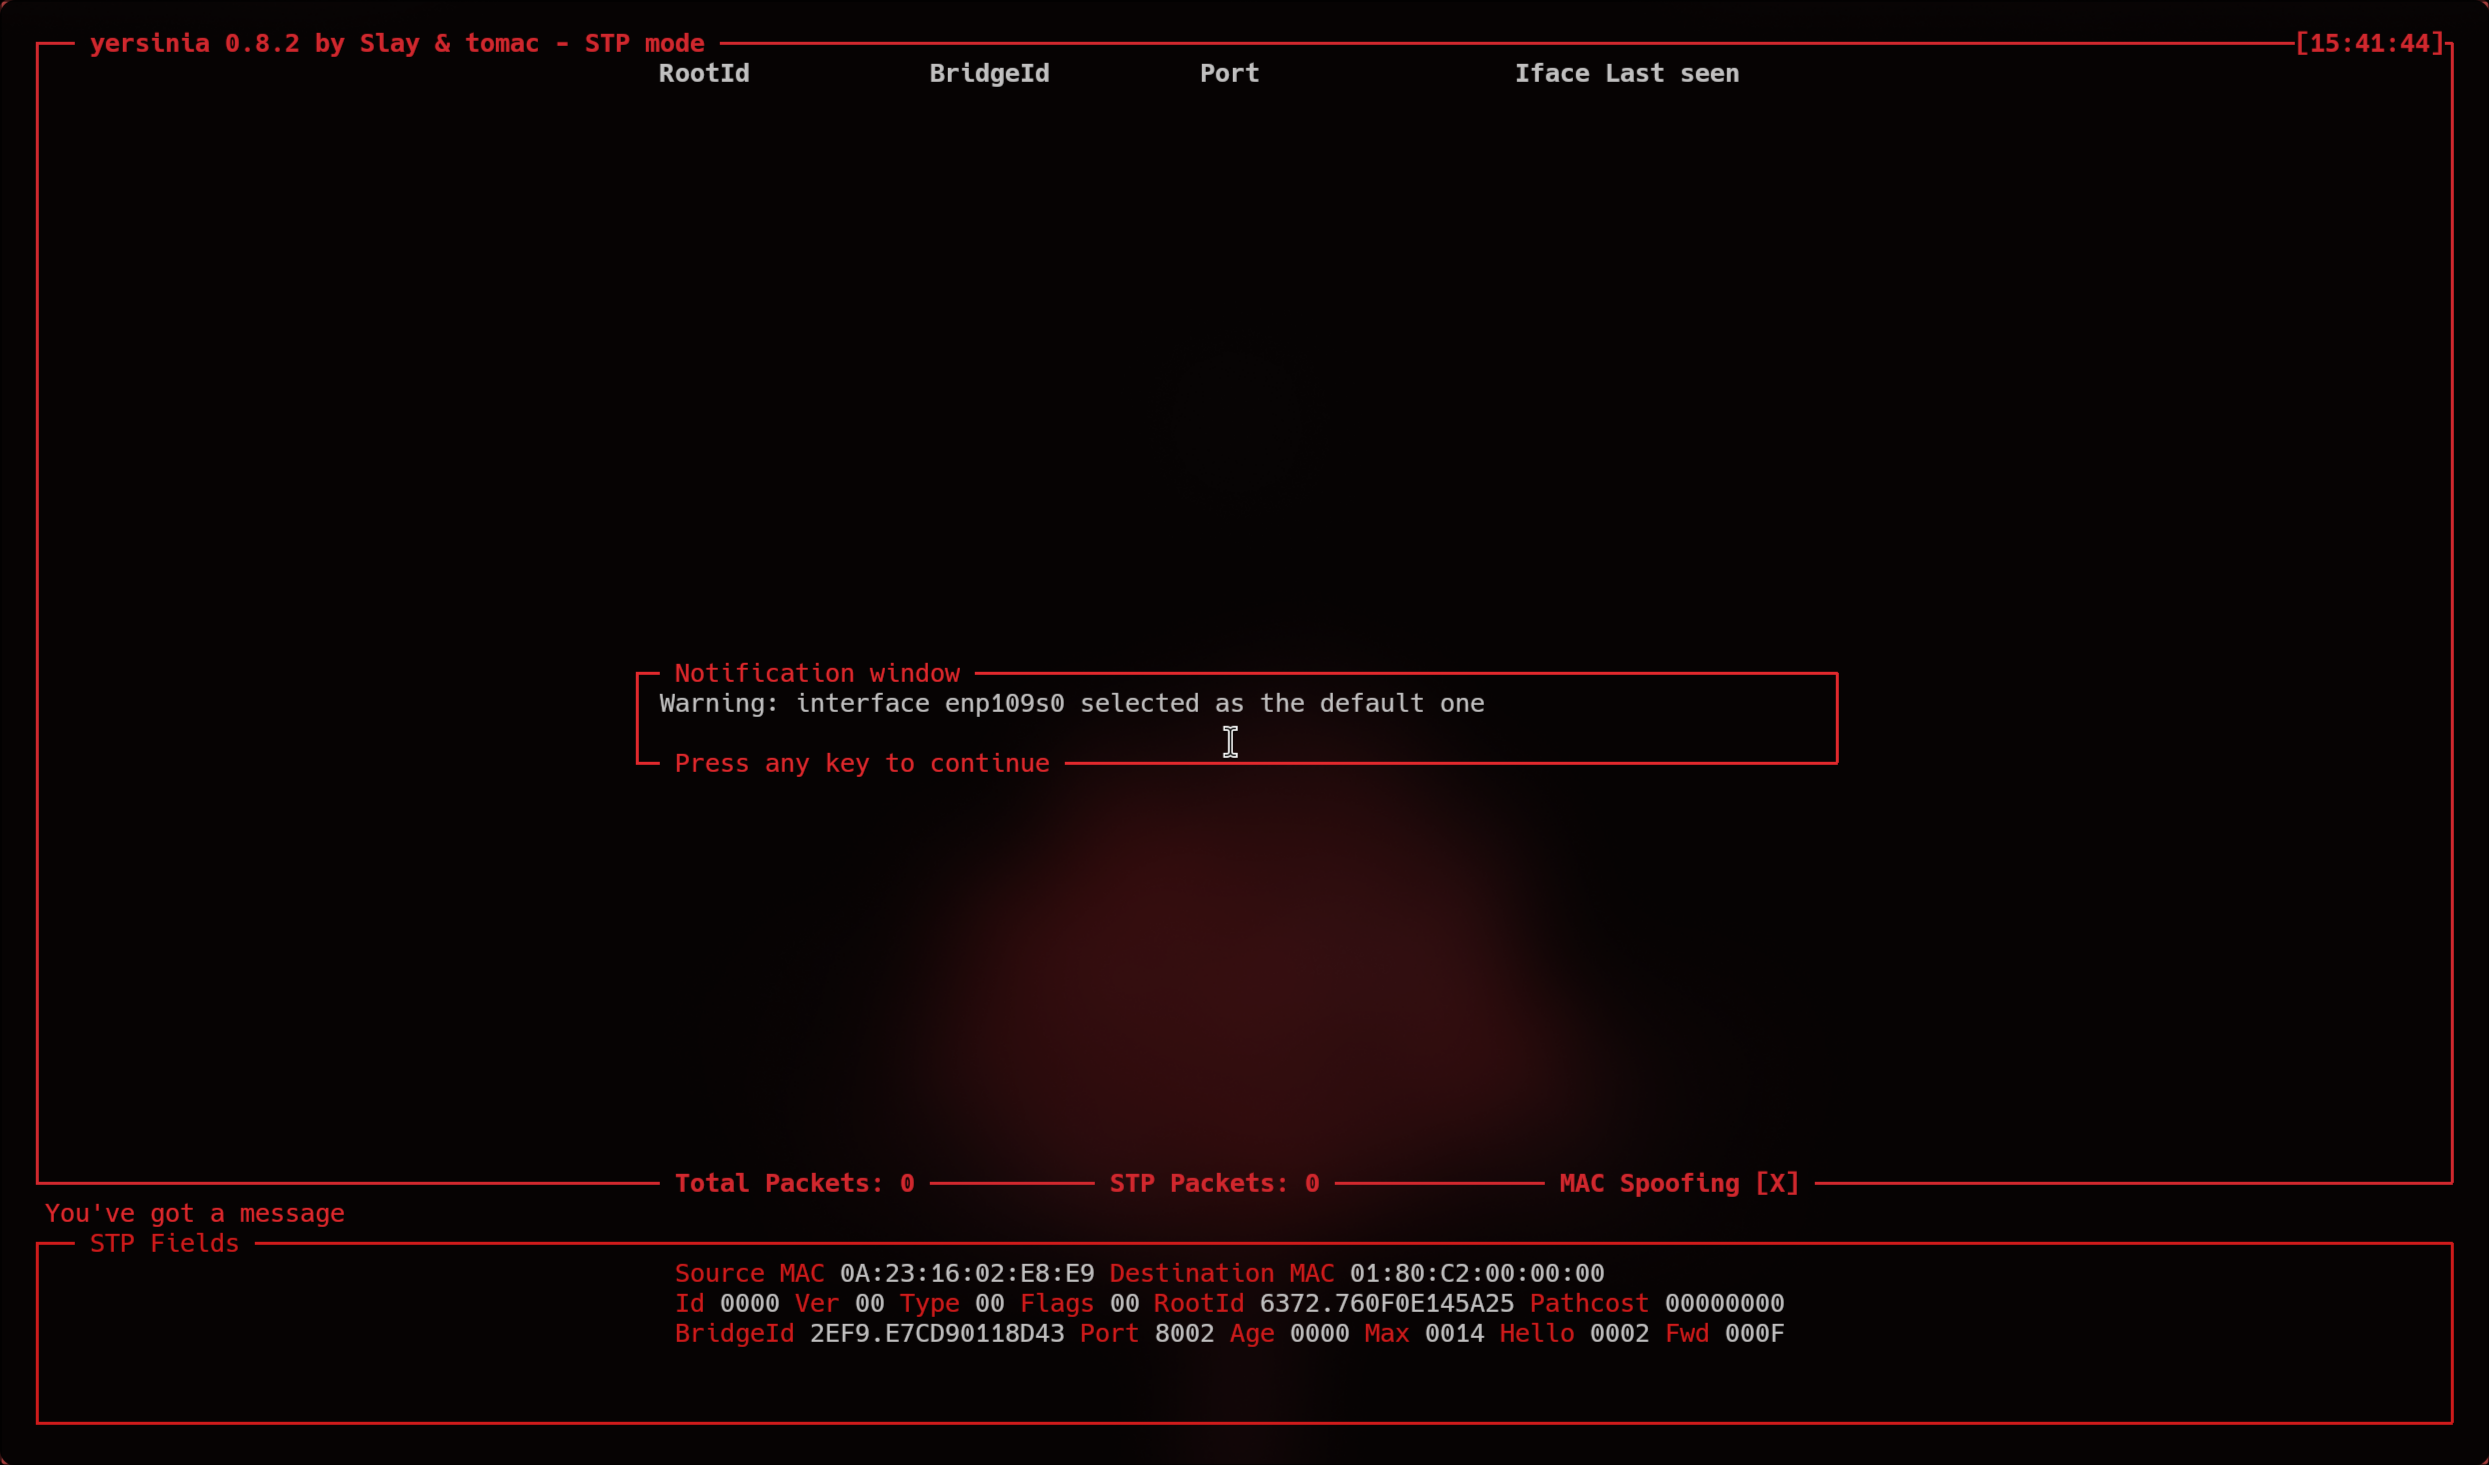 yersinia 0.8.2 by Slay & tomac - STP mode [15:41:44]
RootId BridgeId Port Iface Last seen
Notification window
Warning: interface enp109s0 selected as the default one
Press any key to continue
Total Packets: 0 STP Packets: 0 MAC Spoofing [X]
You've got a message
STP Fields
Source MAC 0A:23:16:02:E8:E9 Destination MAC 01:80:C2:00:00:00
Id 0000 Ver 00 Type 00 Flags 00 RootId 6372.760F0E145A25 Pathcost 00000000
BridgeId 2EF9.E7CD90118D43 Port 8002 Age 0000 Max 0014 Hello 0002 Fwd 000F